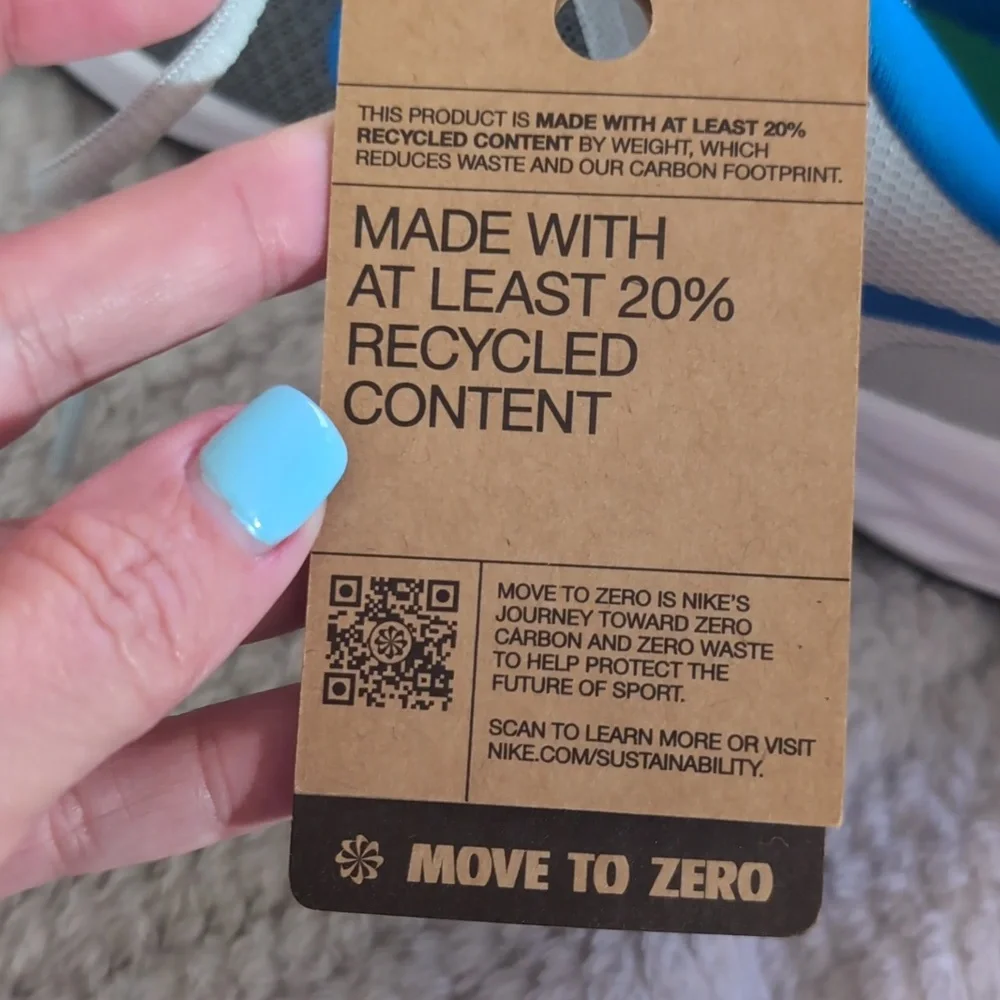 THIS PRODUCT IS MADE WITH AT LEAST 20%
RECYCLED CONTENT BY WEIGHT, WHICH
REDUCES WASTE AND OUR CARBON FOOTPRINT.
MADE WITH
AT LEAST 20%
RECYCLED
CONTENT
MOVE TO ZERO IS NIKE'S
JOURNEY TOWARD ZERO
CARBON AND ZERO WASTE
TO HELP PROTECT THE
FUTURE OF SPORT.
SCAN TO LEARN MORE OR VISIT
NIKE.COM/SUSTAINABILITY.
MOVE TO ZERO